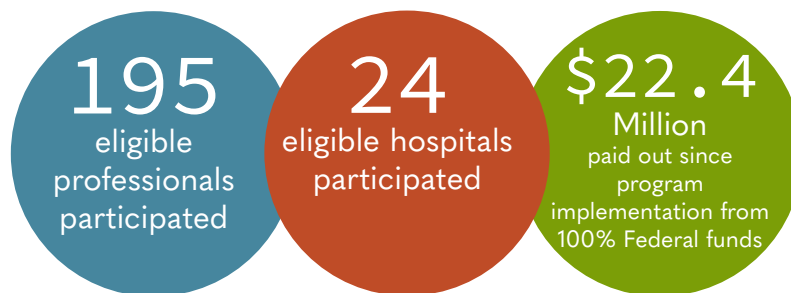 195
eligible
professionals
participated
24
eligible hospitals
participated
$22.4
Million
paid out since
program
implementation from
100% Federal funds